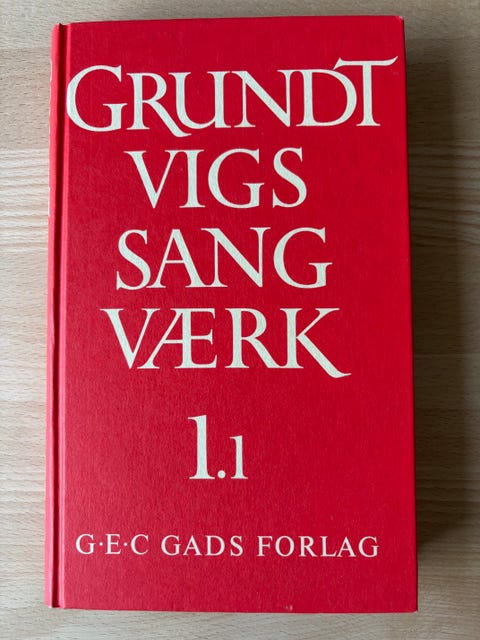 GRUNDT
VIGS
SANG
VÆRK
1.1
G·E·C GADS FORLAG